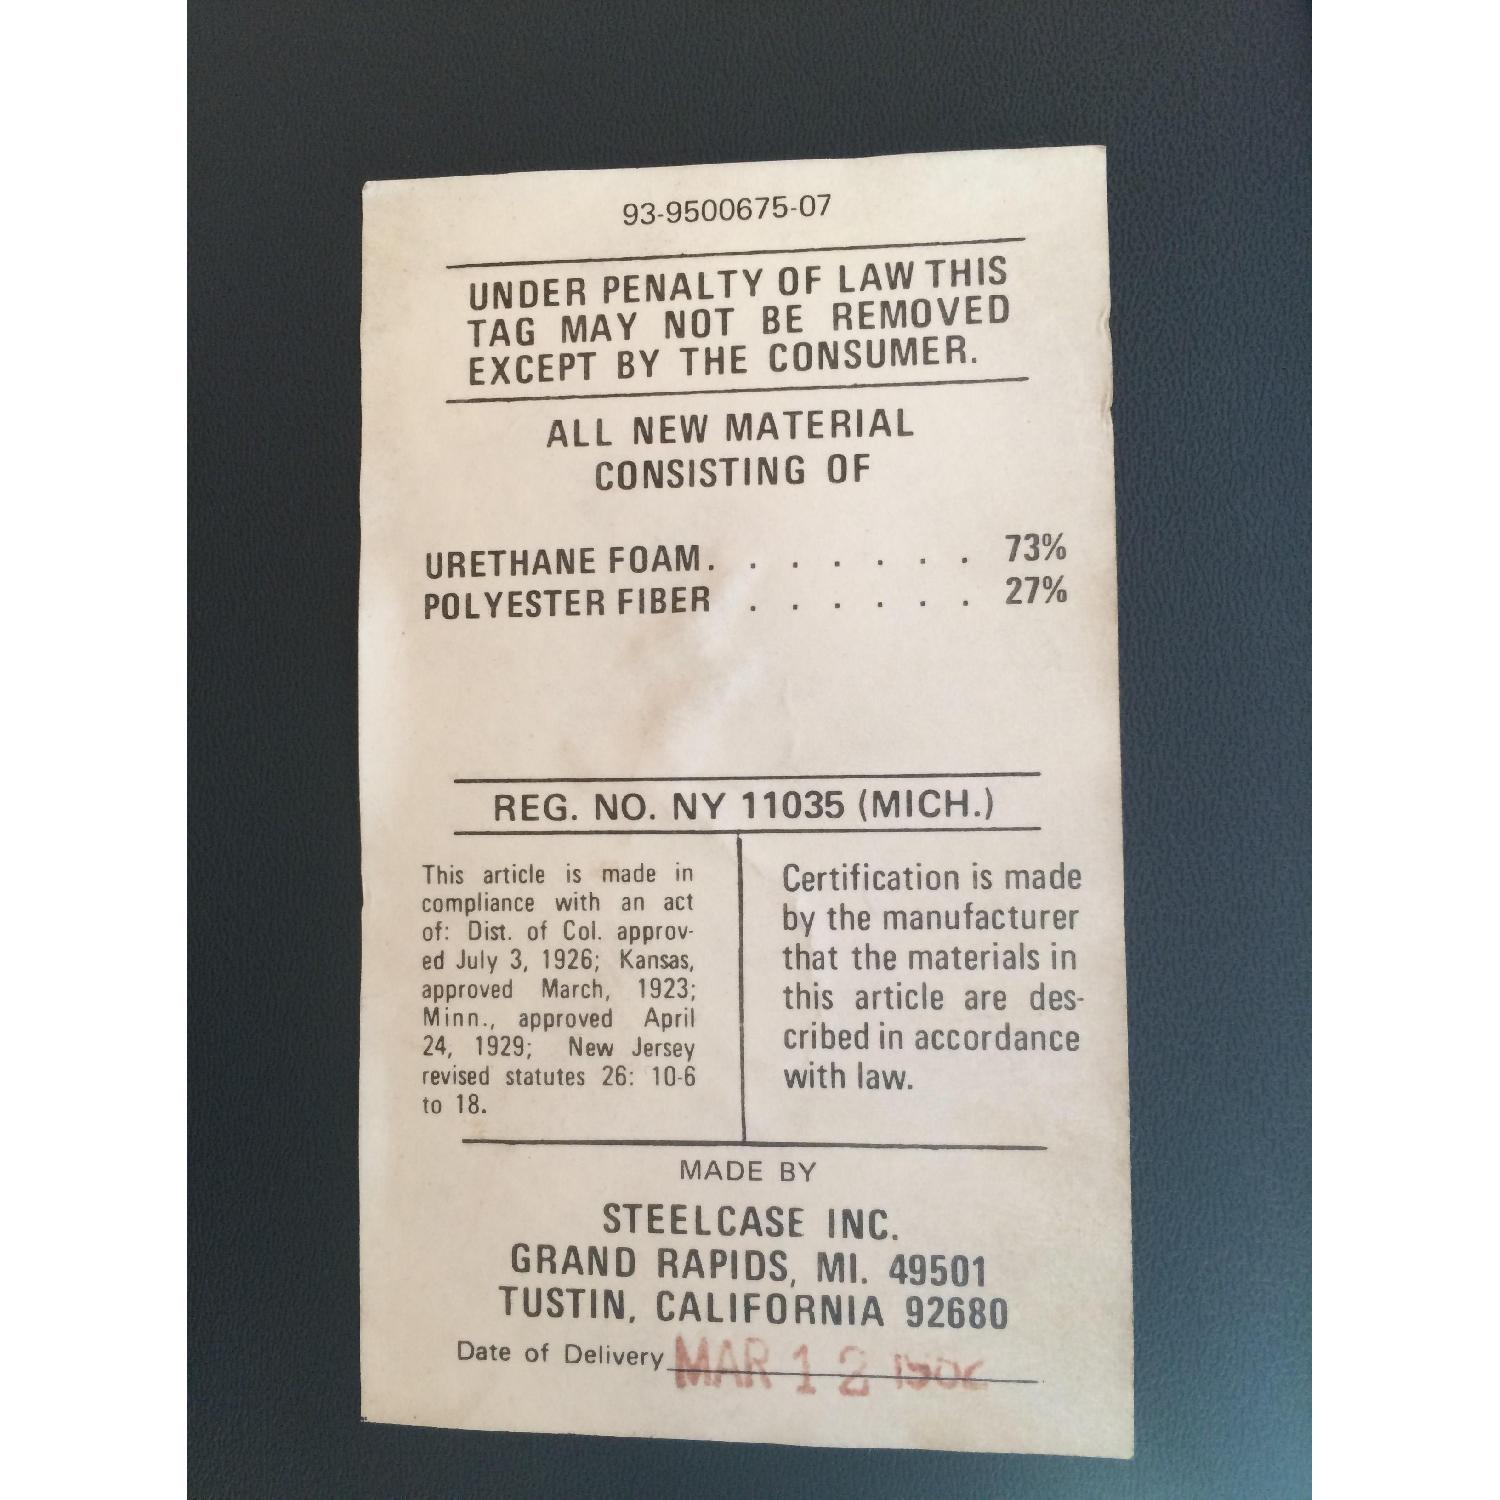 93-9500675-07
UNDER PENALTY OF LAW THIS
TAG MAY NOT BE REMOVED
EXCEPT BY THE CONSUMER.
ALL NEW MATERIAL
CONSISTING OF
URETHANE FOAM. . . . . . . 73%
POLYESTER FIBER . . . . . . 27%
REG. NO. NY 11035 (MICH.)
This article is made in
compliance with an act
of: Dist. of Col. approv-
ed July 3, 1926; Kansas,
approved March, 1923;
Minn., approved April
24, 1929; New Jersey
revised statutes 26: 10-6
to 18.
Certification is made
by the manufacturer
that the materials in
this article are des-
cribed in accordance
with law.
MADE BY
STEELCASE INC.
GRAND RAPIDS, MI. 49501
TUSTIN, CALIFORNIA 92680
Date of Delivery MAR 12